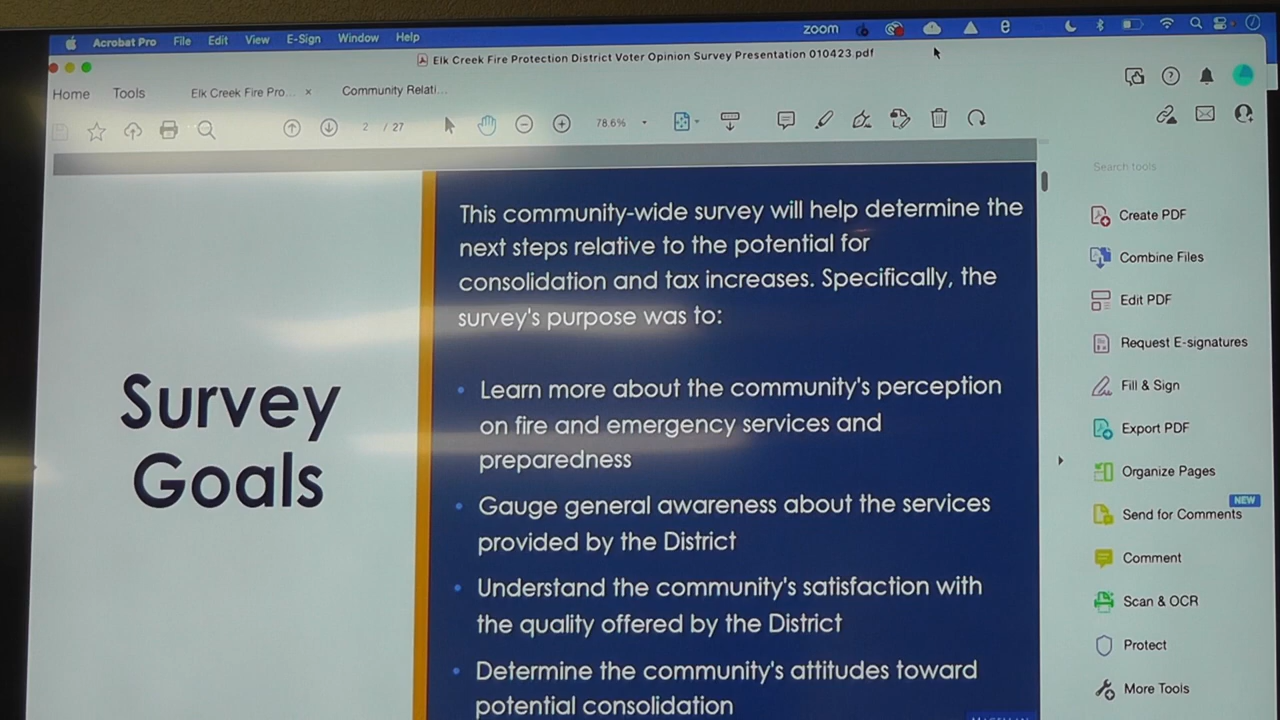 Acrobat Pro File Edit View E-Sign Window Help zoom
Elk Creek Fire Protection District Voter Opinion Survey Presentation 010423.pdf
Home Tools Elk Creek Fire Pro... × Community Relati...
2 / 27 78.6%
Search tools
This community-wide survey will help determine the
next steps relative to the potential for
consolidation and tax increases. Specifically, the
survey's purpose was to:
Survey
Goals
• Learn more about the community's perception
on fire and emergency services and
preparedness
• Gauge general awareness about the services
provided by the District
• Understand the community's satisfaction with
the quality offered by the District
• Determine the community's attitudes toward
potential consolidation
Create PDF
Combine Files
Edit PDF
Request E-signatures
Fill & Sign
Export PDF
Organize Pages
NEW
Send for Comments
Comment
Scan & OCR
Protect
More Tools